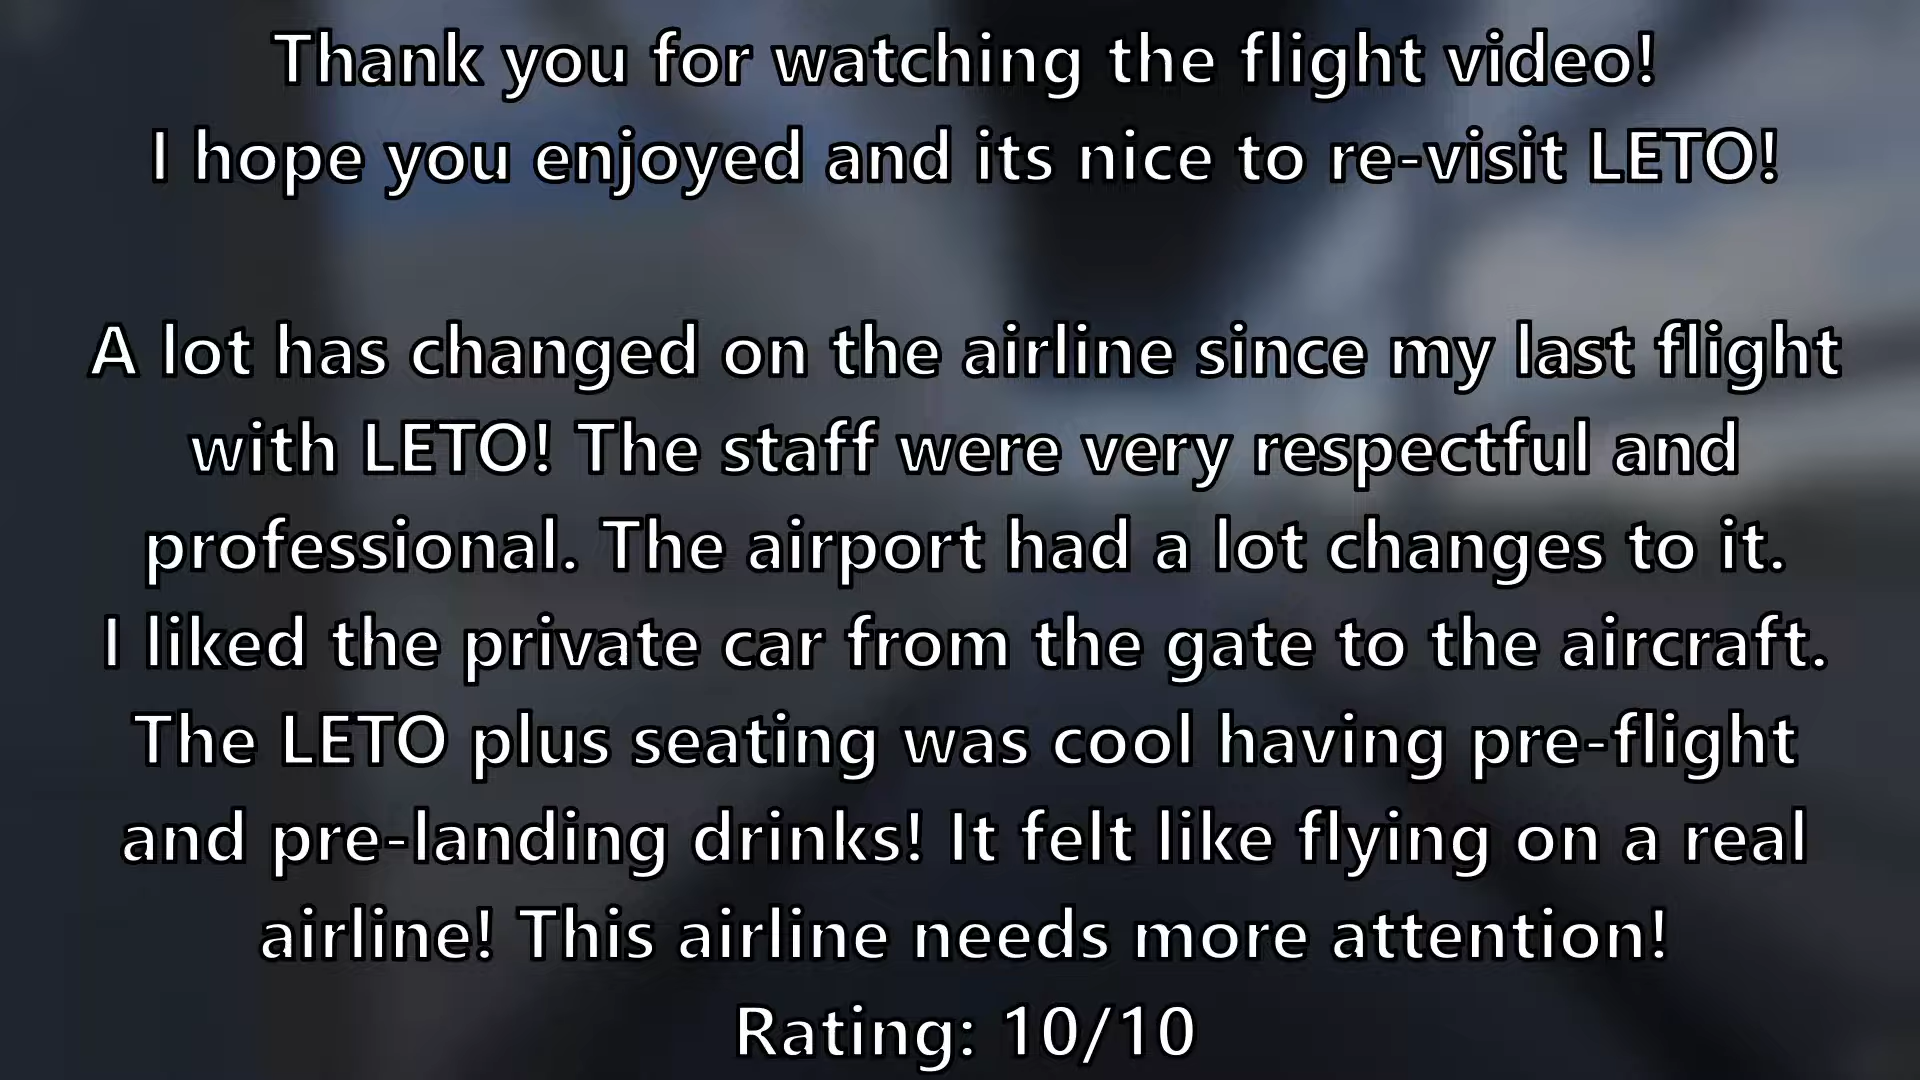 Thank you for watching the flight video!
I hope you enjoyed and its nice to re-visit LETO!
A lot has changed on the airline since my last flight
with LETO! The staff were very respectful and
professional. The airport had a lot changes to it.
I liked the private car from the gate to the aircraft.
The LETO plus seating was cool having pre-flight
and pre-landing drinks! It felt like flying on a real
airline! This airline needs more attention!
Rating: 10/10